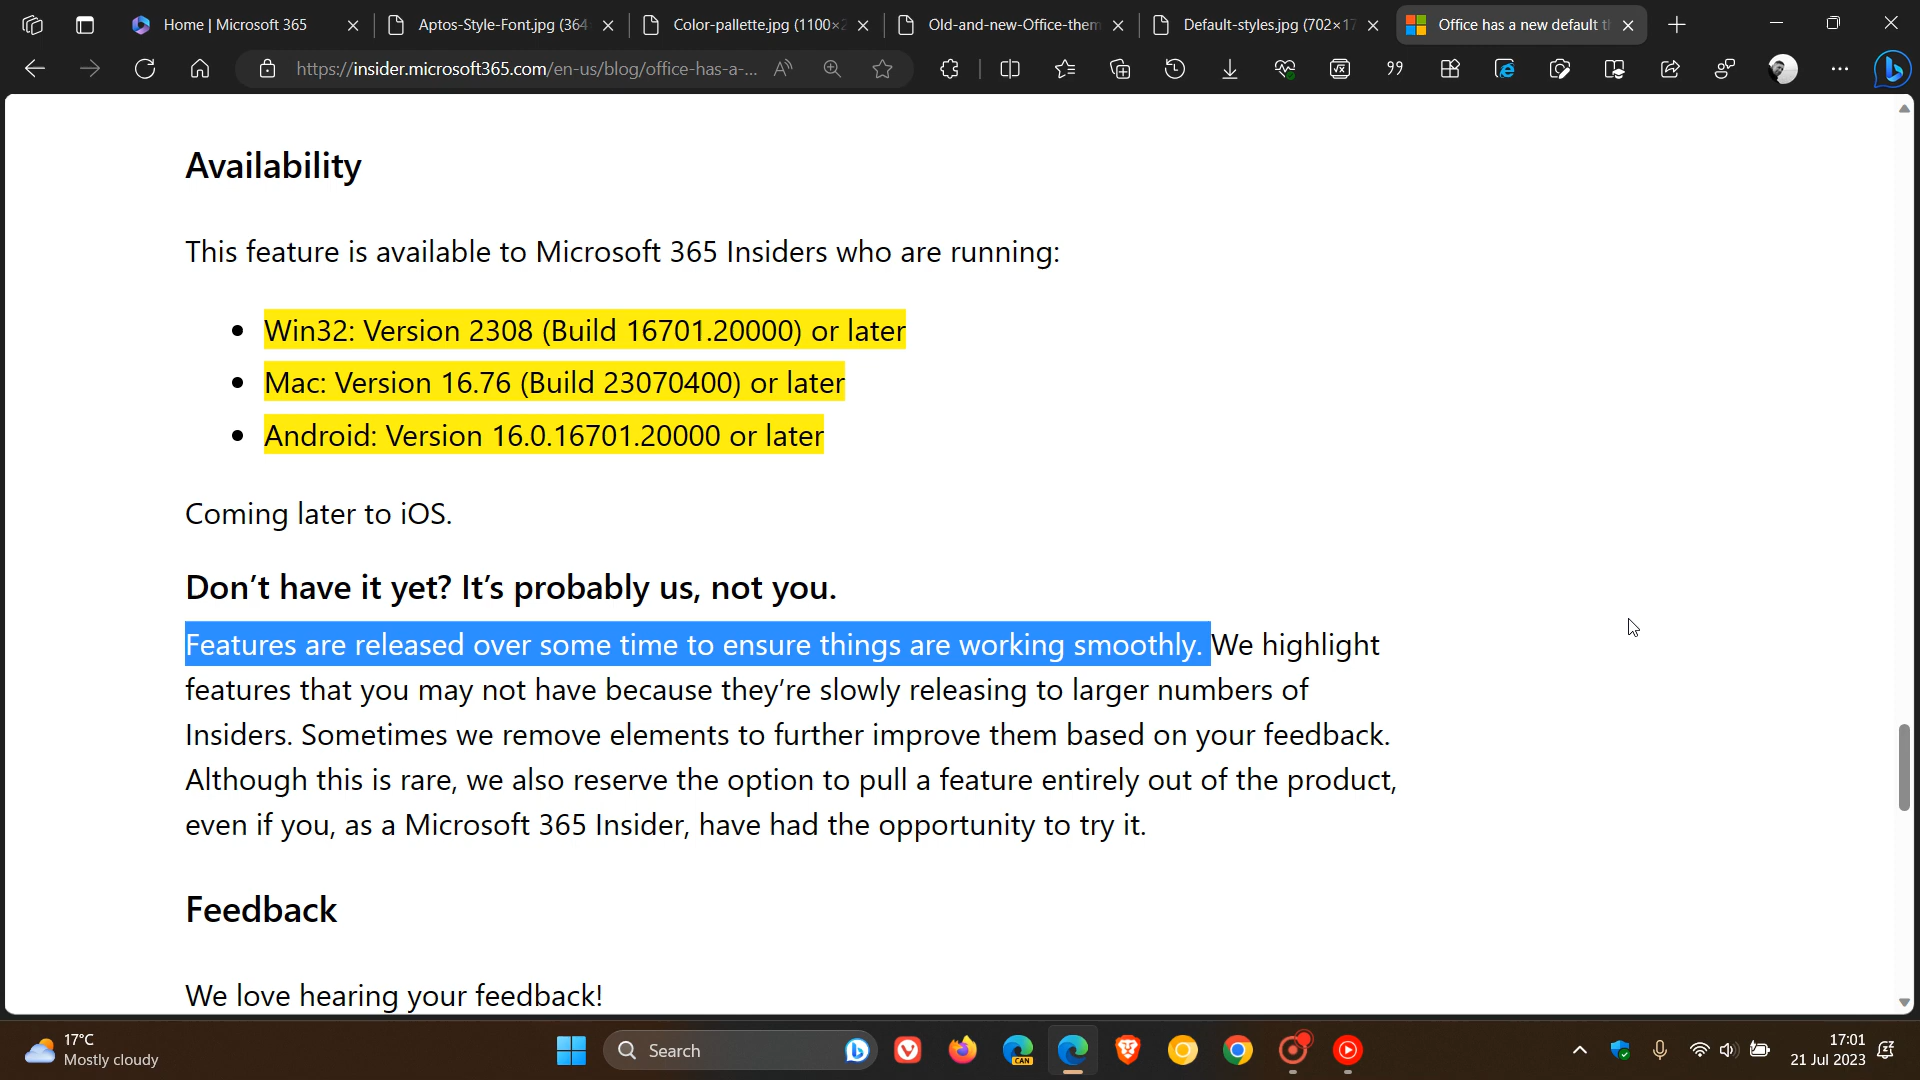 Home | Microsoft 365
Aptos-Style-Font.jpg (364
Color-pallette.jpg (1100×
Old-and-new-Office-them
Default-styles.jpg (702×17
Office has a new default t
https://insider.microsoft365.com/en-us/blog/office-has-a-...
Availability
This feature is available to Microsoft 365 Insiders who are running:
• Win32: Version 2308 (Build 16701.20000) or later
• Mac: Version 16.76 (Build 23070400) or later
• Android: Version 16.0.16701.20000 or later
Coming later to iOS.
Don’t have it yet? It’s probably us, not you.
Features are released over some time to ensure things are working smoothly. We highlight
features that you may not have because they’re slowly releasing to larger numbers of
Insiders. Sometimes we remove elements to further improve them based on your feedback.
Although this is rare, we also reserve the option to pull a feature entirely out of the product,
even if you, as a Microsoft 365 Insider, have had the opportunity to try it.
Feedback
We love hearing your feedback!
17°C
Mostly cloudy
Search
CAN
17:01
21 Jul 2023